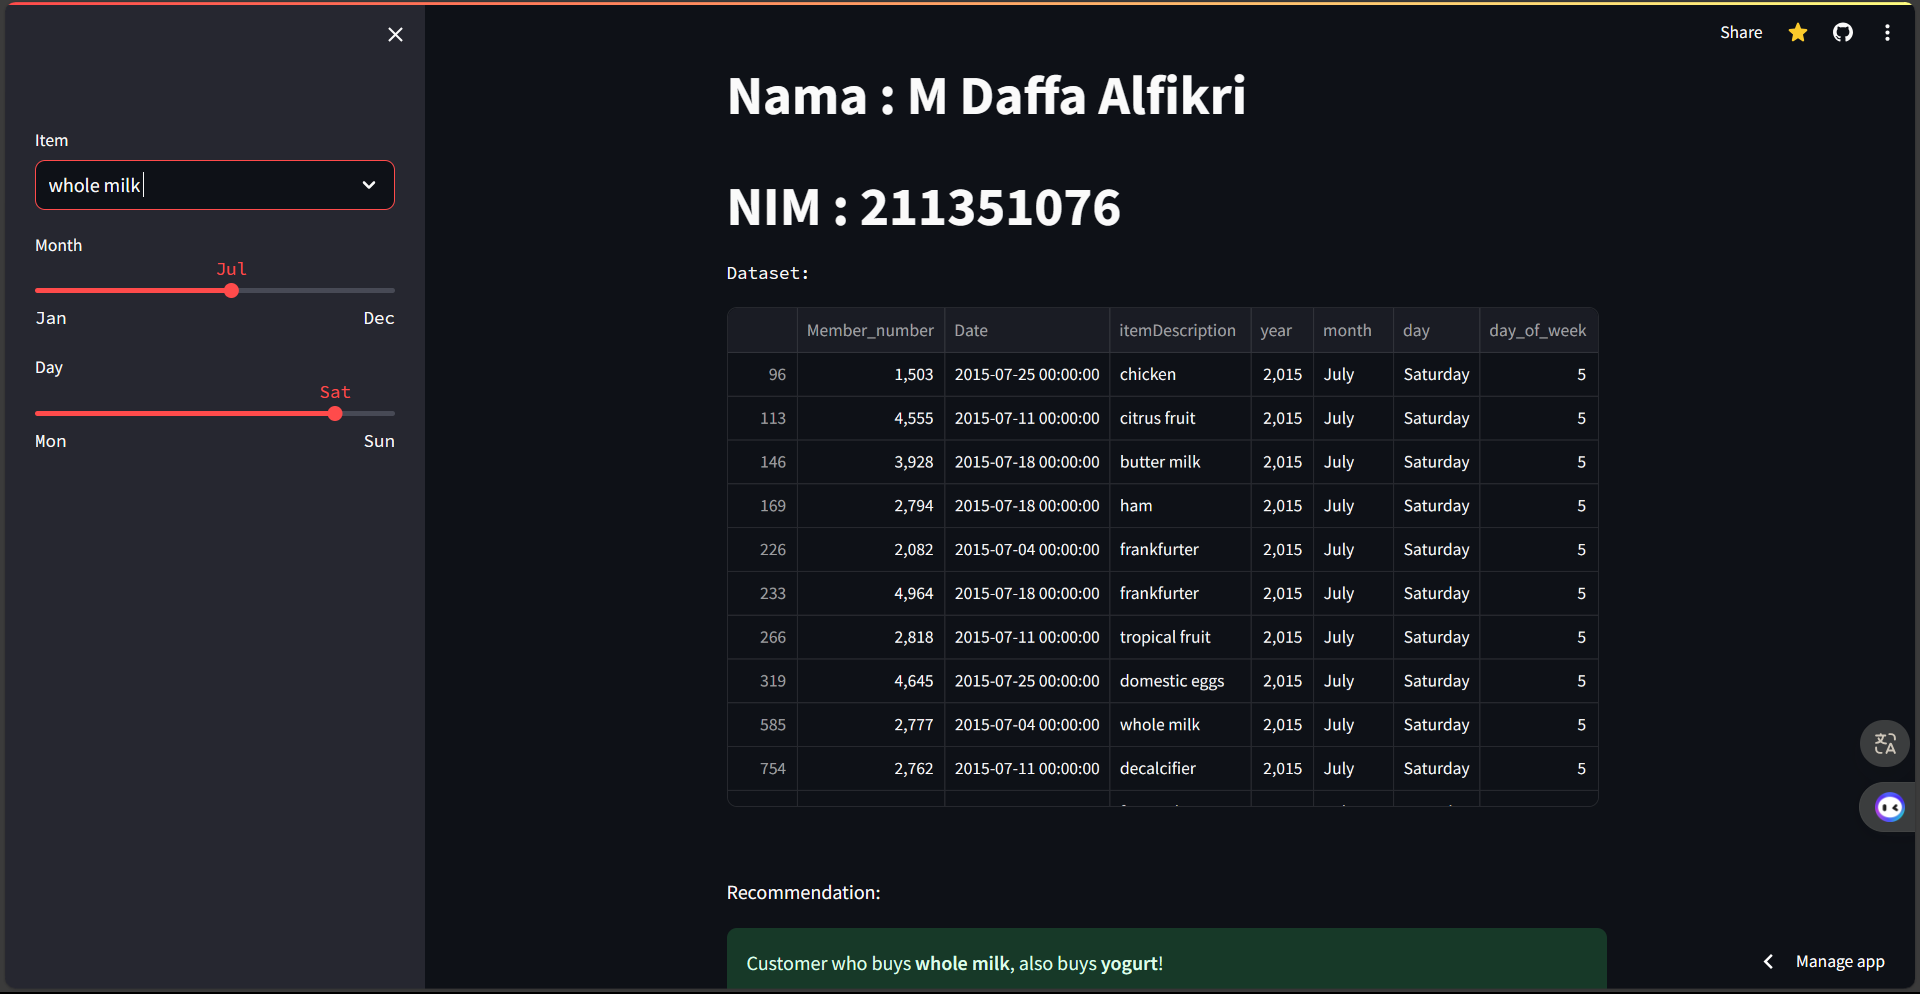 Share
Item
whole milk
Month
Jul
Jan Dec
Day
Sat
Mon Sun
Nama : M Daffa Alfikri
NIM : 211351076
Dataset:
Member_number Date itemDescription year month day day_of_week
96 1,503 2015-07-25 00:00:00 chicken 2,015 July Saturday 5
113 4,555 2015-07-11 00:00:00 citrus fruit 2,015 July Saturday 5
146 3,928 2015-07-18 00:00:00 butter milk 2,015 July Saturday 5
169 2,794 2015-07-18 00:00:00 ham 2,015 July Saturday 5
226 2,082 2015-07-04 00:00:00 frankfurter 2,015 July Saturday 5
233 4,964 2015-07-18 00:00:00 frankfurter 2,015 July Saturday 5
266 2,818 2015-07-11 00:00:00 tropical fruit 2,015 July Saturday 5
319 4,645 2015-07-25 00:00:00 domestic eggs 2,015 July Saturday 5
585 2,777 2015-07-04 00:00:00 whole milk 2,015 July Saturday 5
754 2,762 2015-07-11 00:00:00 decalcifier 2,015 July Saturday 5
Recommendation:
Customer who buys whole milk, also buys yogurt!
Manage app